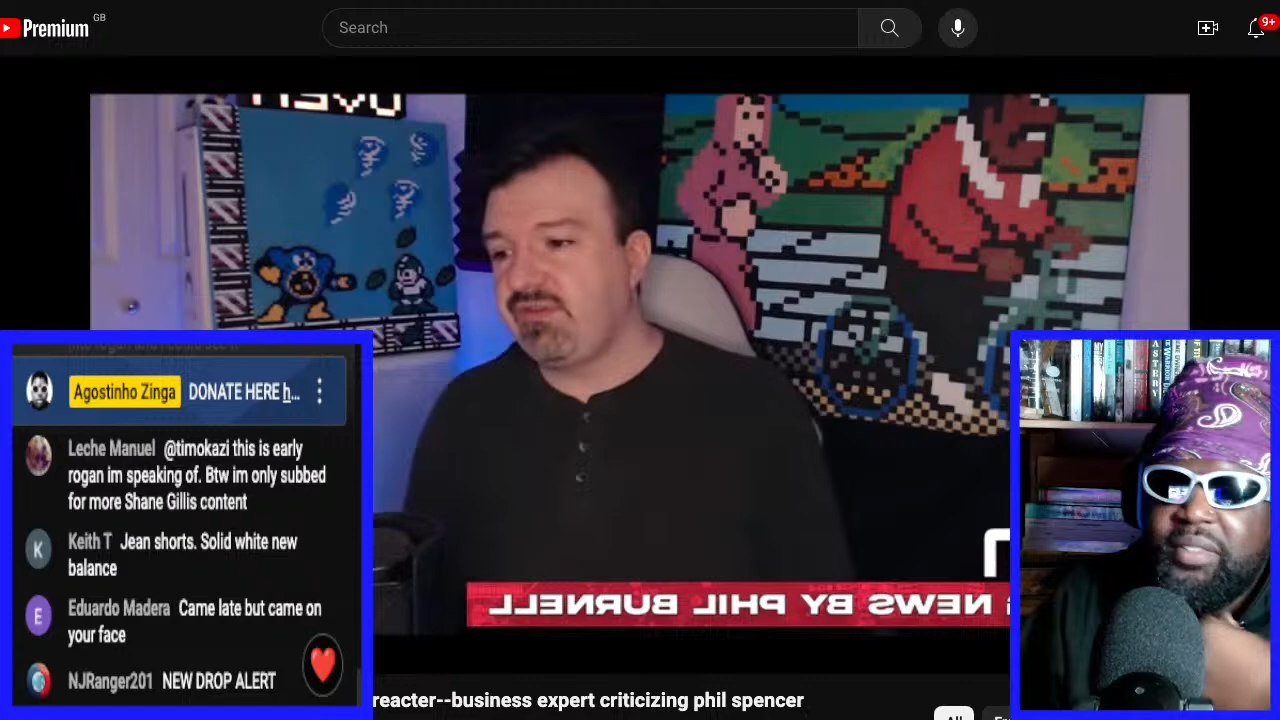 Premium GB
Search
9+
Agostinho Zinga DONATE HERE h...
Leche Manuel @timokazi this is early
rogan im speaking of. Btw im only subbed
for more Shane Gillis content
Keith T Jean shorts. Solid white new
balance
K
Eduardo Madera Came late but came on
your face
E
NJRanger201 NEW DROP ALERT
NEWS BY PHIL BURNELL
reacter--business expert criticizing phil spencer
All